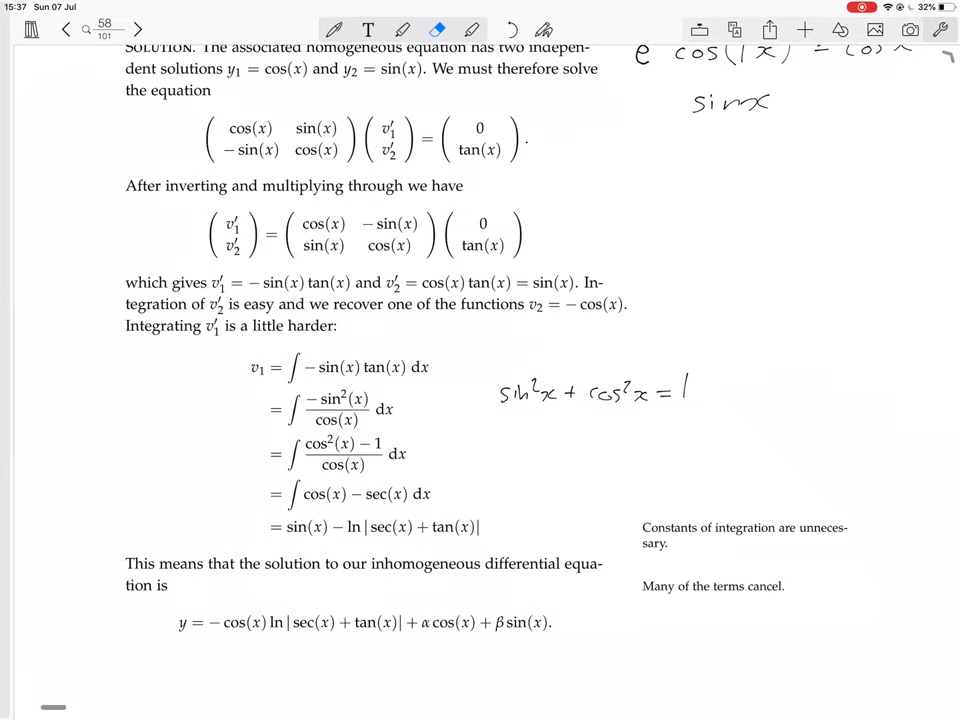 15:37 Sun 07 Jul
32%
58
101
T
SOLUTION. The associated homogeneous equation has two indepen-
dent solutions y₁ = cos(x) and y₂ = sin(x). We must therefore solve
the equation
e cos(1x) = cos x
sin x
( cos(x) sin(x) ) ( v₁′ ) = ( 0 )
( − sin(x) cos(x) ) ( v₂′ ) ( tan(x) ) .
After inverting and multiplying through we have
( v₁′ ) = ( cos(x) − sin(x) ) ( 0 )
( v₂′ ) ( sin(x) cos(x) ) ( tan(x) )
which gives v₁′ = − sin(x) tan(x) and v₂′ = cos(x) tan(x) = sin(x). In-
tegration of v₂′ is easy and we recover one of the functions v₂ = − cos(x).
Integrating v₁′ is a little harder:
v₁ = ∫ − sin(x) tan(x) dx
= ∫ − sin²(x) / cos(x) dx
sin²x + cos²x = 1
= ∫ cos²(x) − 1 / cos(x) dx
= ∫ cos(x) − sec(x) dx
= sin(x) − ln | sec(x) + tan(x)|
Constants of integration are unneces-
sary.
This means that the solution to our inhomogeneous differential equa-
tion is
Many of the terms cancel.
y = − cos(x) ln | sec(x) + tan(x)| + α cos(x) + β sin(x).